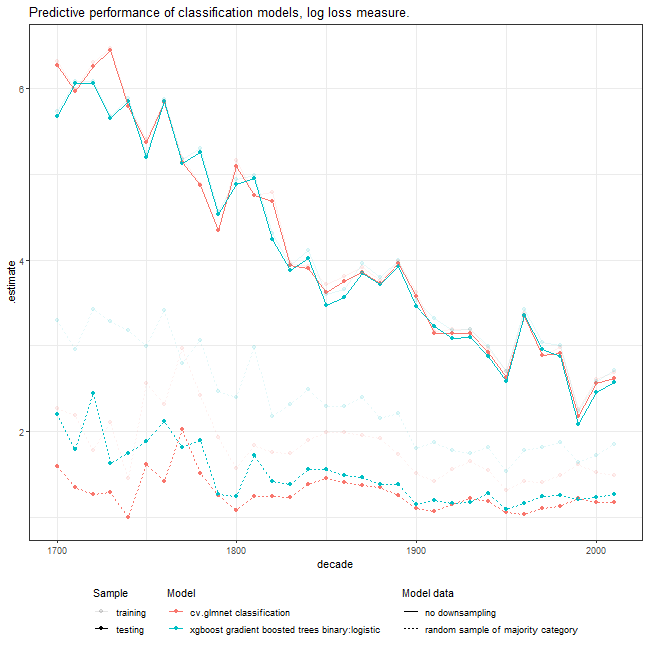 Predictive performance of classification models, log loss measure.
6
4
2
estimate
1700 1800 1900 2000
decade
Sample Model Model data
training cv.glmnet classification no downsampling
testing xgboost gradient boosted trees binary:logistic random sample of majority category